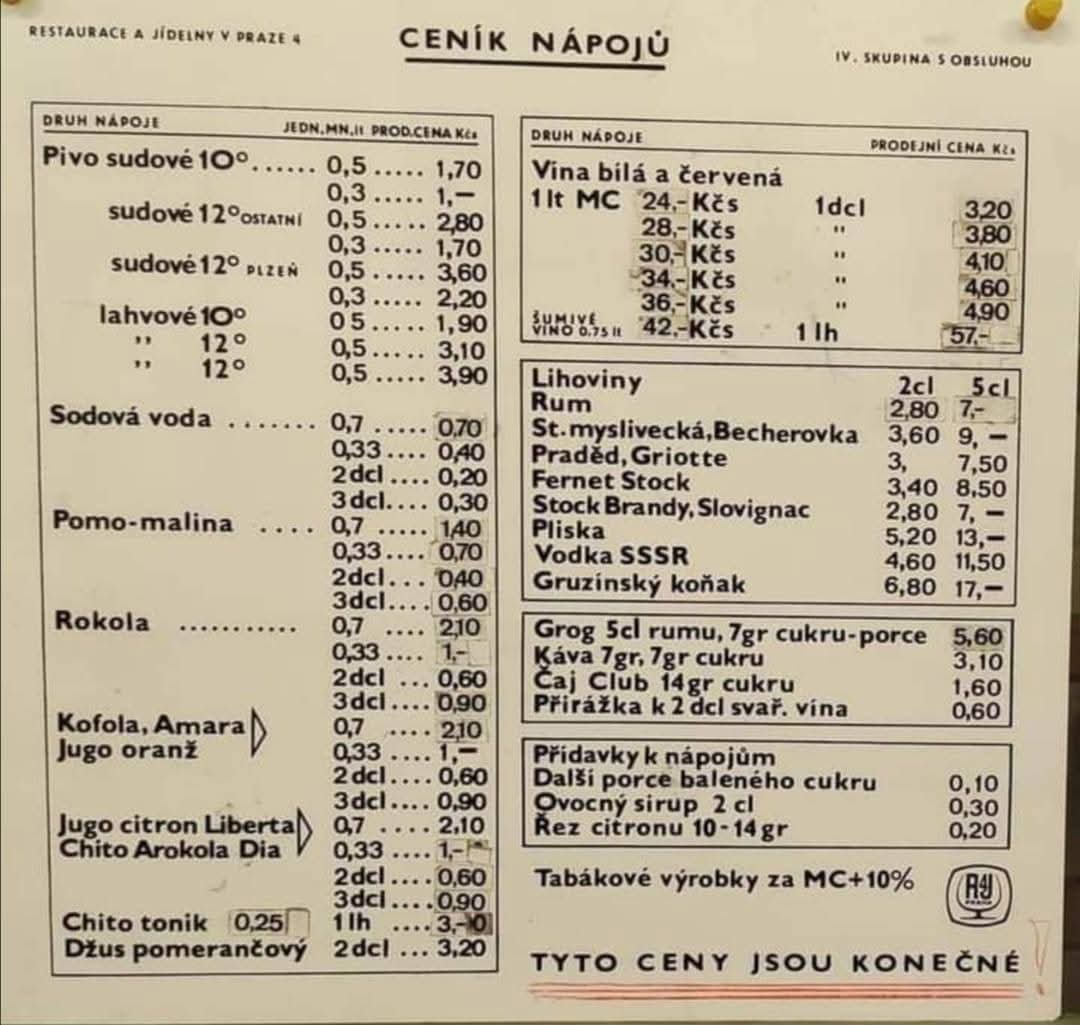 RESTAURACE A JÍDELNY V PRAZE 4
CENÍK NÁPOJŮ
IV. SKUPINA S OBSLUHOU
DRUH NÁPOJE JEDN.MN.lt PROD.CENA Kčs
Pivo sudové 10°...... 0,5 ..... 1,70
0,3 ..... 1,—
sudové 12° OSTATNÍ 0,5 ..... 2,80
0,3 ..... 1,70
sudové 12° PLZEŇ 0,5 ..... 3,60
0,3 ..... 2,20
lahvové 10° 0 5 ..... 1,90
,, 12° 0,5 ..... 3,10
,, 12° 0,5 ..... 3,90
Sodová voda ....... 0,7 ..... 0,70
0,33 .... 0,40
2dcl .... 0,20
3dcl.... 0,30
Pomo-malina .... 0,7 ..... 1,40
0,33 .... 0,70
2dcl... 0,40
3dcl.... 0,60
Rokola ........... 0,7 .... 2,10
0,33 .... 1,-
2dcl ... 0,60
3dcl.... 0,90
Kofola, Amara 0,7 .... 2,10
Jugo oranž 0,33 .... 1,—
2dcl.... 0,60
3dcl.... 0,90
Jugo citron Liberta 0,7 .... 2,10
Chito Arokola Dia 0,33 .... 1,-
2dcl.... 0,60
3dcl.... 0,90
Chito tonik 0,25 1 lh .... 3,-0
Džus pomerančový 2dcl ... 3,20
DRUH NÁPOJE PRODEJNÍ CENA Kčs
Vína bílá a červená
1 lt MC 24,- Kčs 1dcl 3,20
28,- Kčs " 3,80
30,- Kčs " 4,10
34,- Kčs " 4,60
36,- Kčs " 4,90
ŠUMIVÉ
VÍNO 0.75 lt 42,- Kčs 1 lh 57,-
Lihoviny 2cl 5cl
Rum 2,80 7,-
St.myslivecká,Becherovka 3,60 9, —
Praděd,Griotte 3, 7,50
Fernet Stock 3,40 8,50
Stock Brandy, Slovignac 2,80 7, —
Pliska 5,20 13,—
Vodka SSSR 4,60 11,50
Gruzínský koňak 6,80 17,—
Grog 5cl rumu, 7gr cukru-porce 5,60
Káva 7gr, 7gr cukru 3,10
Čaj Club 14gr cukru 1,60
Přirážka k 2 dcl svař. vína 0,60
Přídavky k nápojům
Další porce baleného cukru 0,10
Ovocný sirup 2 cl 0,30
Řez citronu 10-14gr 0,20
Tabákové výrobky za MC+10%
RaJ
PRAHA
TYTO CENY JSOU KONEČNÉ !